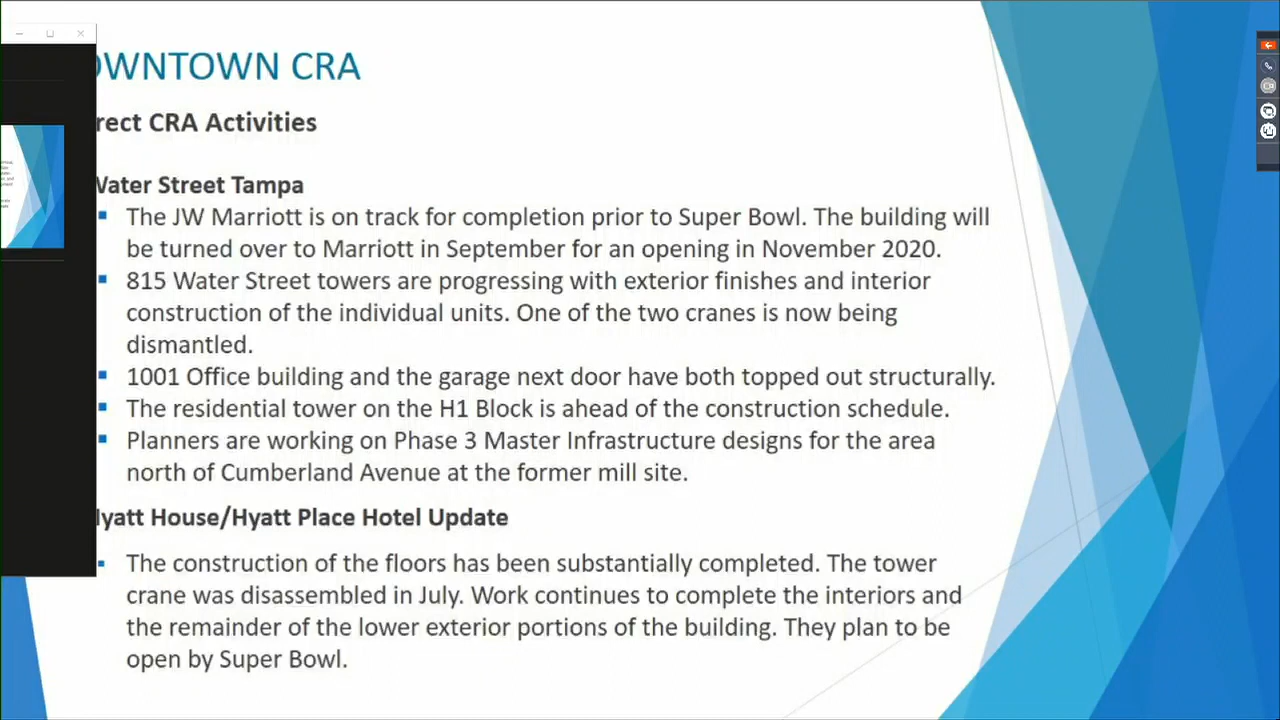 OWNTOWN CRA
rect CRA Activities
Water Street Tampa
The JW Marriott is on track for completion prior to Super Bowl. The building will
be turned over to Marriott in September for an opening in November 2020.
815 Water Street towers are progressing with exterior finishes and interior
construction of the individual units. One of the two cranes is now being
dismantled.
1001 Office building and the garage next door have both topped out structurally.
The residential tower on the H1 Block is ahead of the construction schedule.
Planners are working on Phase 3 Master Infrastructure designs for the area
north of Cumberland Avenue at the former mill site.
Hyatt House/Hyatt Place Hotel Update
The construction of the floors has been substantially completed. The tower
crane was disassembled in July. Work continues to complete the interiors and
the remainder of the lower exterior portions of the building. They plan to be
open by Super Bowl.